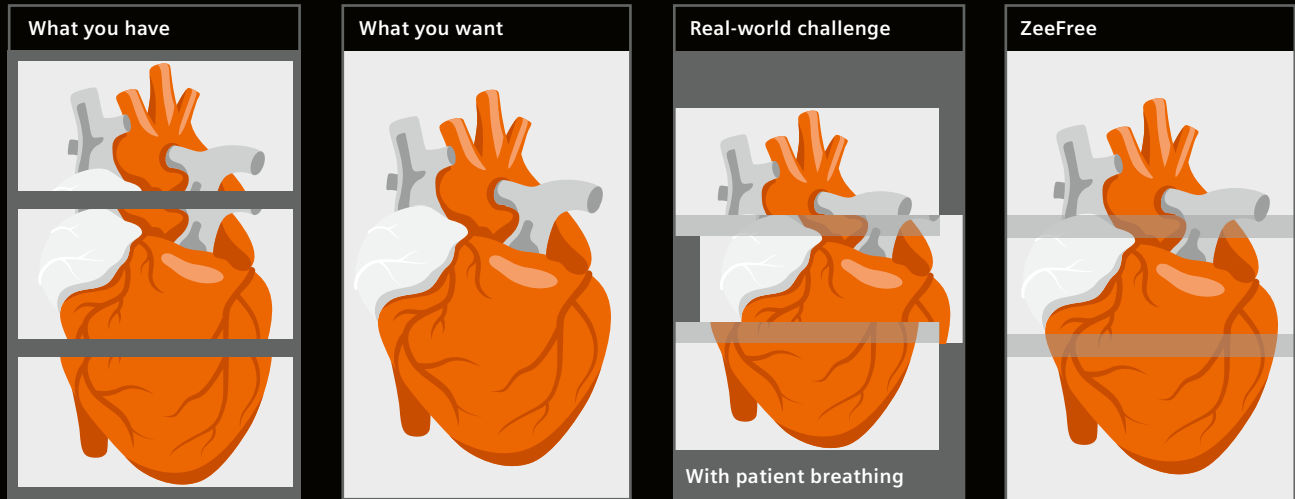 What you have
What you want
Real-world challenge
ZeeFree
With patient breathing